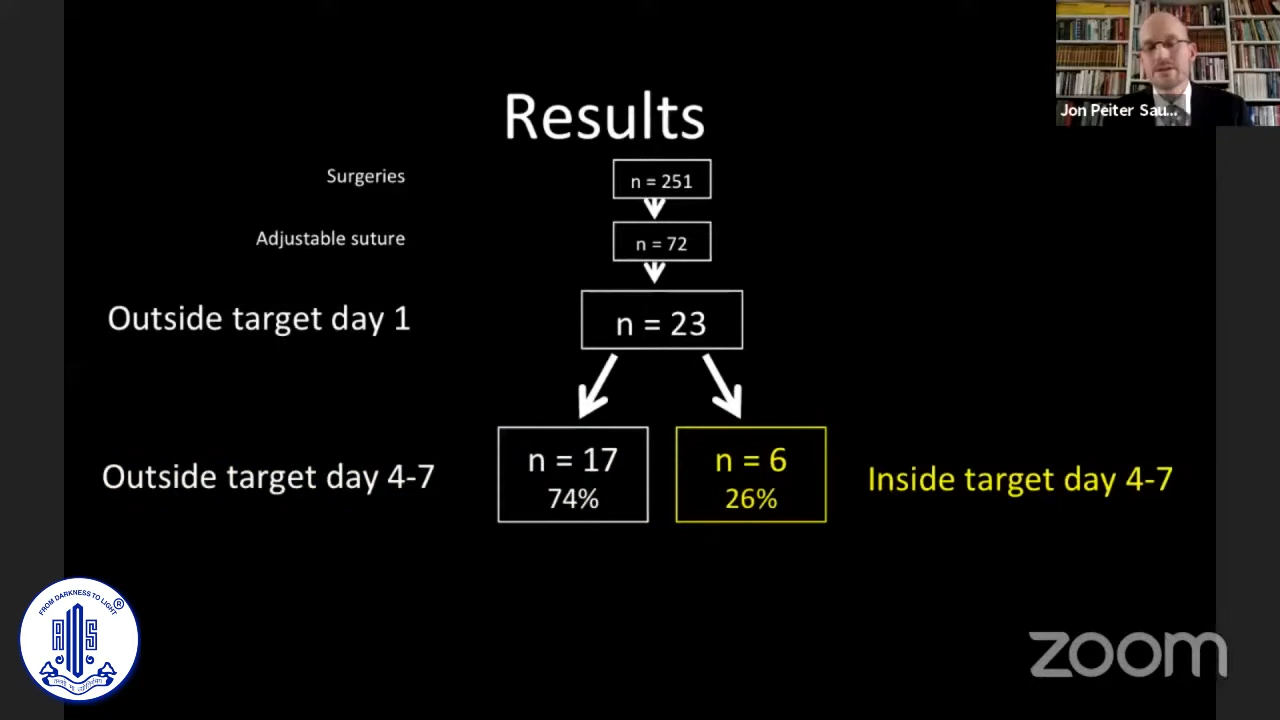 Results
Jon Peiter Sau...
Surgeries
n = 251
Adjustable suture
n = 72
Outside target day 1
n = 23
Outside target day 4-7
n = 17
74%
n = 6
26%
Inside target day 4-7
FROM DARKNESS TO LIGHT
®
AIOS
zoom